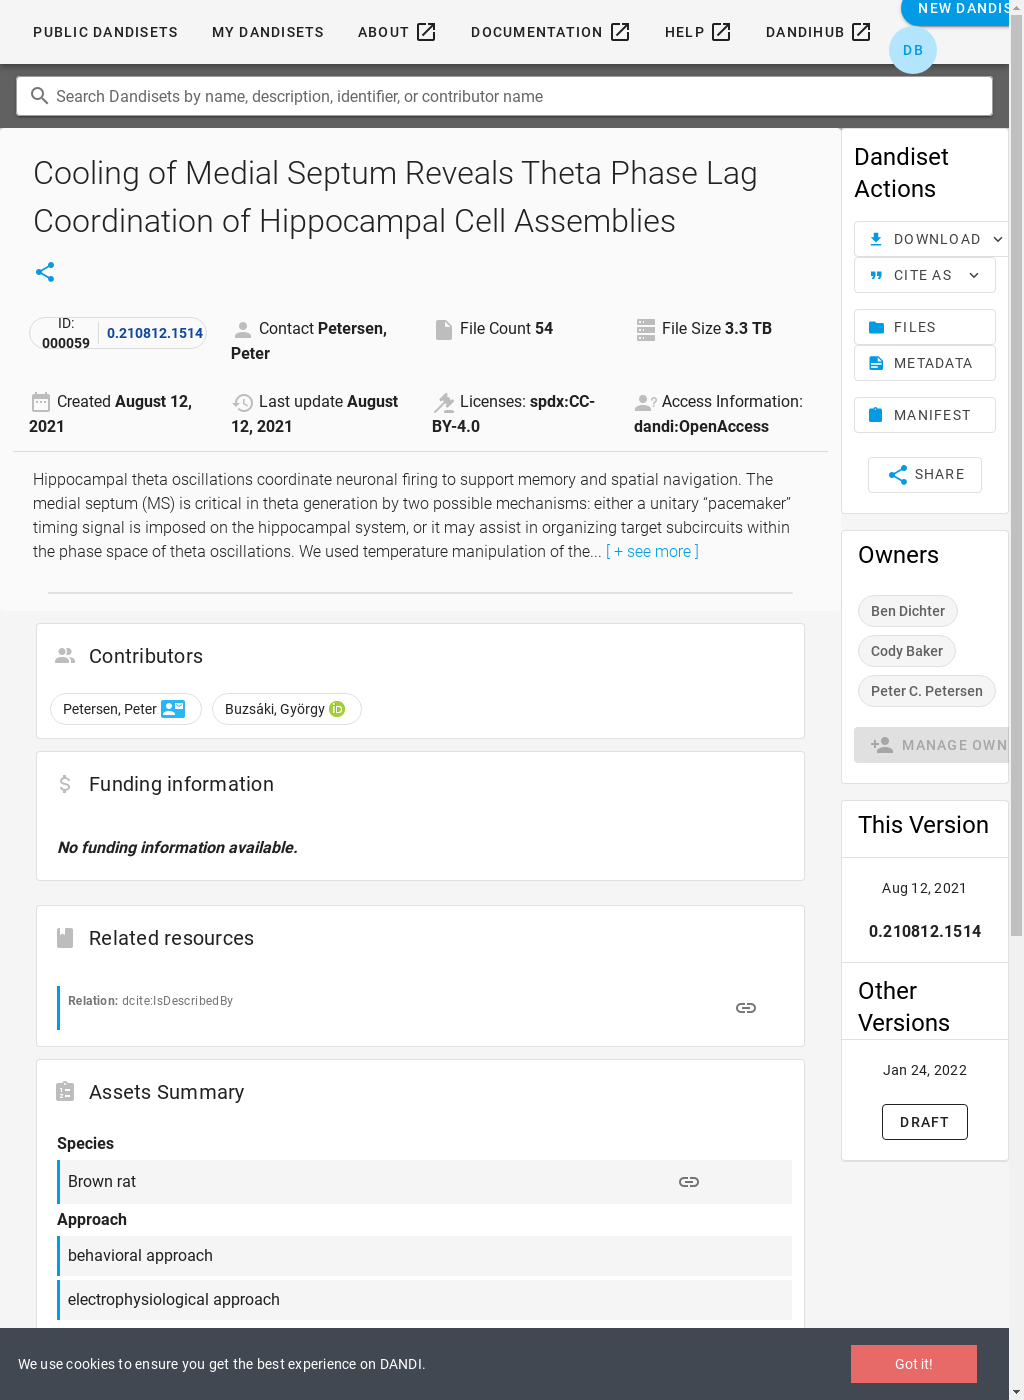 PUBLIC DANDISETS
MY DANDISETS
ABOUT
DOCUMENTATION
HELP
DANDIHUB
NEW DANDIS
DB
Search Dandisets by name, description, identifier, or contributor name
Cooling of Medial Septum Reveals Theta Phase Lag
Coordination of Hippocampal Cell Assemblies
ID:
000059
0.210812.1514
Contact Petersen,
Peter
File Count 54
File Size 3.3 TB
Created August 12,
2021
Last update August
12, 2021
Licenses: spdx:CC-
BY-4.0
Access Information:
dandi:OpenAccess
Hippocampal theta oscillations coordinate neuronal firing to support memory and spatial navigation. The
medial septum (MS) is critical in theta generation by two possible mechanisms: either a unitary “pacemaker”
timing signal is imposed on the hippocampal system, or it may assist in organizing target subcircuits within
the phase space of theta oscillations. We used temperature manipulation of the... [ + see more ]
Contributors
Petersen, Peter
Buzsáki, György
iD
Funding information
No funding information available.
Related resources
Relation: dcite:IsDescribedBy
Assets Summary
Species
Brown rat
Approach
behavioral approach
electrophysiological approach
Dandiset
Actions
DOWNLOAD
CITE AS
FILES
METADATA
MANIFEST
SHARE
Owners
Ben Dichter
Cody Baker
Peter C. Petersen
MANAGE OWN
This Version
Aug 12, 2021
0.210812.1514
Other
Versions
Jan 24, 2022
DRAFT
We use cookies to ensure you get the best experience on DANDI.
Got it!